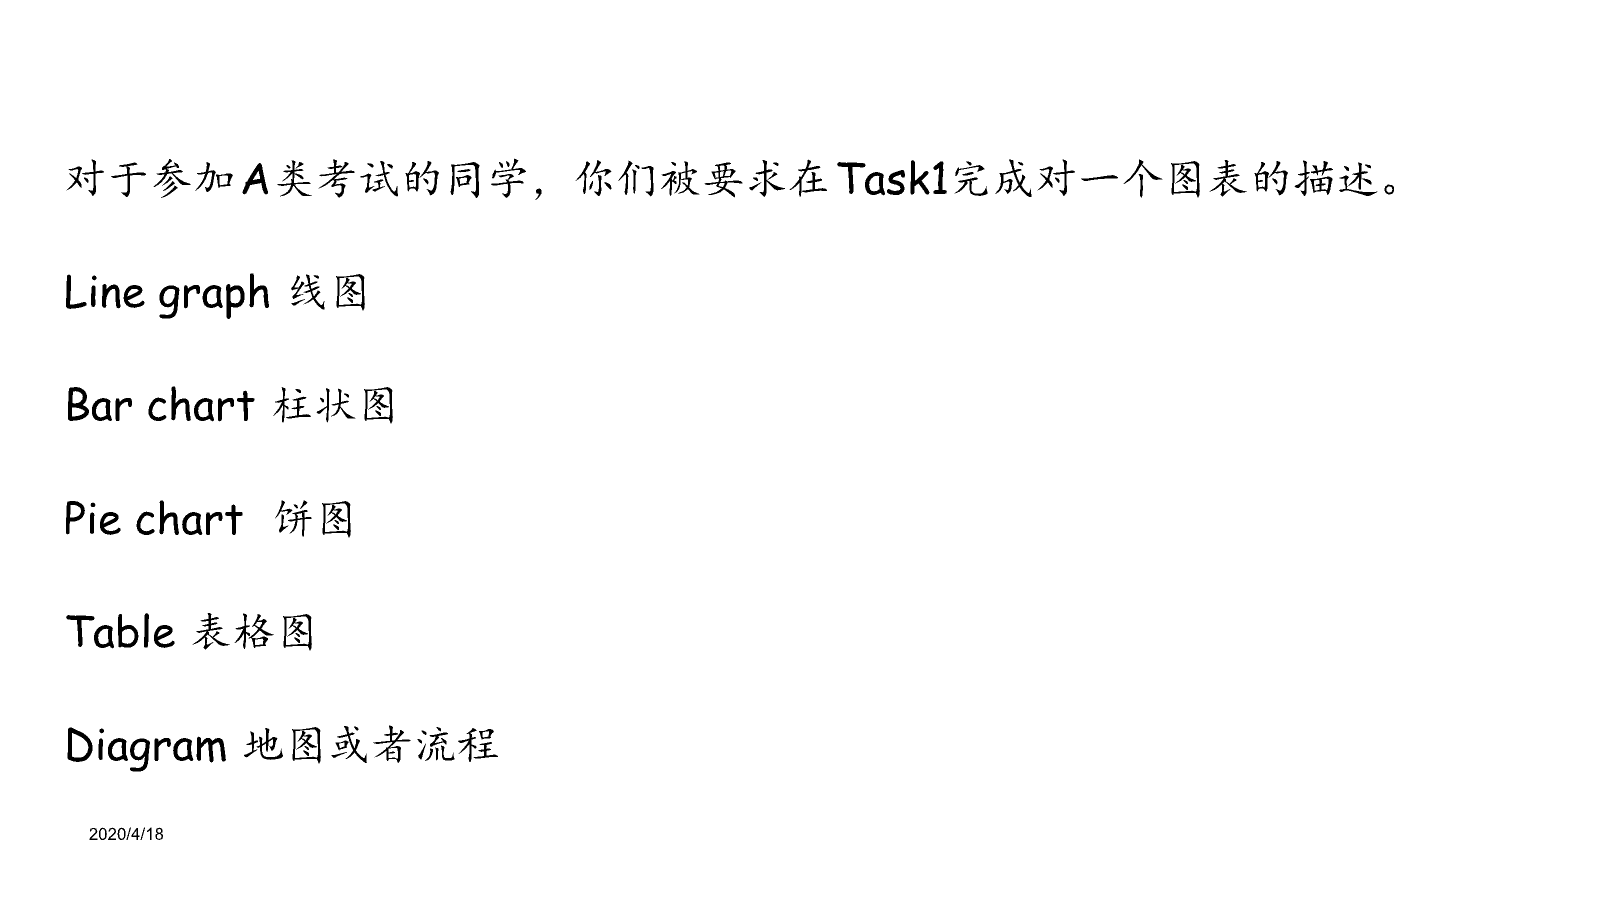 对于参加A类考试的同学，你们被要求在Task1完成对一个图表的描述。
Line graph 线图
Bar chart 柱状图
Pie chart 饼图
Table 表格图
Diagram 地图或者流程
2020/4/18